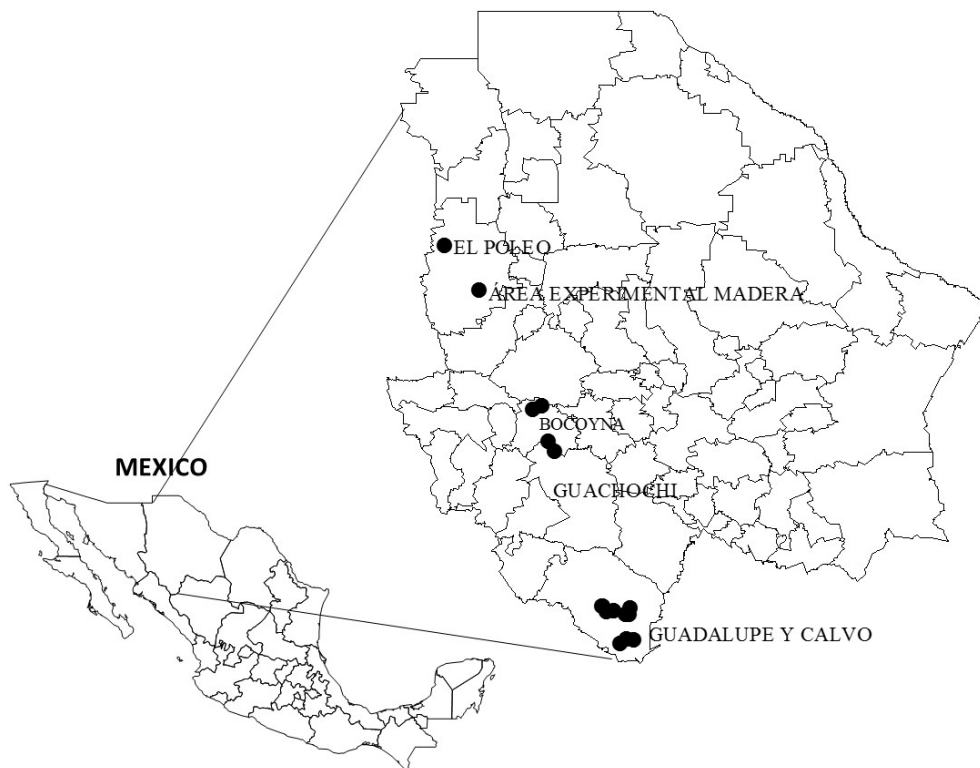 EL POLEO
ÁREA EXPERIMENTAL MADERA
BOCOYNA
MEXICO
GUACHOCHI
GUADALUPE Y CALVO